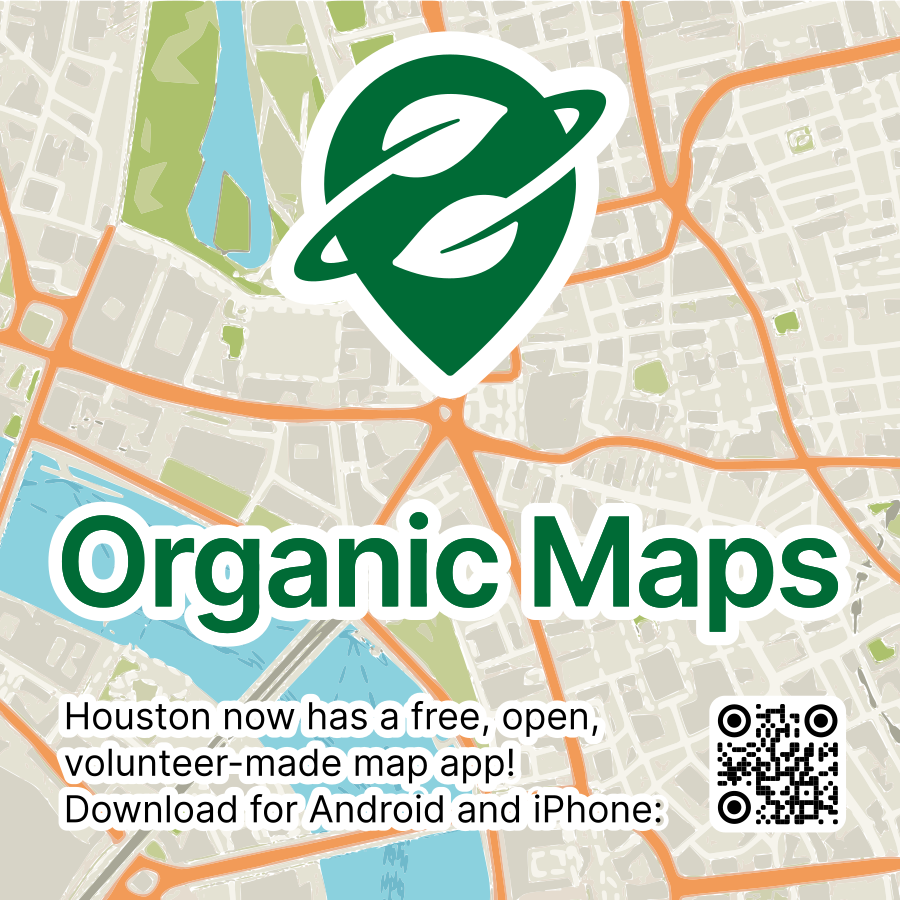 Organic Maps
Houston now has a free, open,
volunteer-made map app!
Download for Android and iPhone: